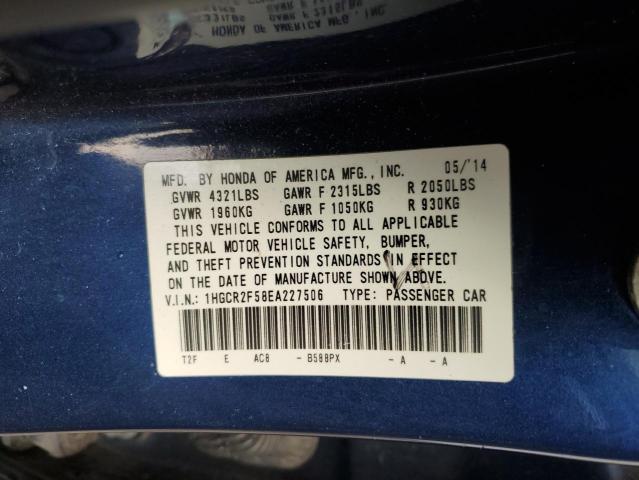 MFD. BY HONDA OF AMERICA MFG., INC. 05/'14
GVWR 4321LBS GAWR F 2315LBS R 2050LBS
GVWR 1960KG GAWR F 1050KG R 930KG
THIS VEHICLE CONFORMS TO ALL APPLICABLE
FEDERAL MOTOR VEHICLE SAFETY, BUMPER,
AND THEFT PREVENTION STANDARDS IN EFFECT
ON THE DATE OF MANUFACTURE SHOWN ABOVE.
V.I.N.: 1HGCR2F58EA227506 TYPE: PASSENGER CAR
T2F E AC8 - B588PX - A - A